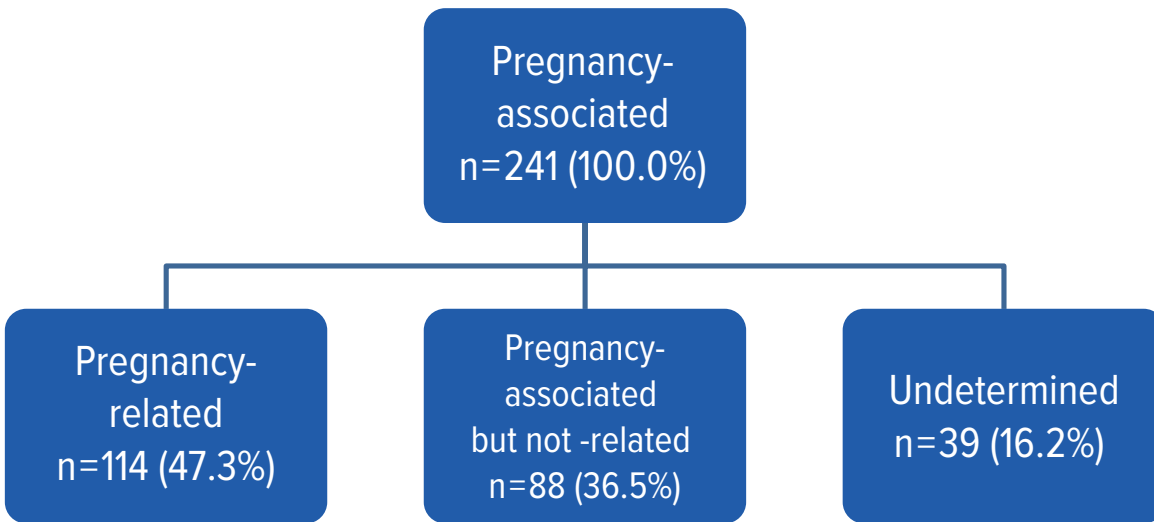 Pregnancy-
associated
n=241 (100.0%)
Pregnancy-
related
n=114 (47.3%)
Pregnancy-
associated
but not -related
n=88 (36.5%)
Undetermined
n=39 (16.2%)